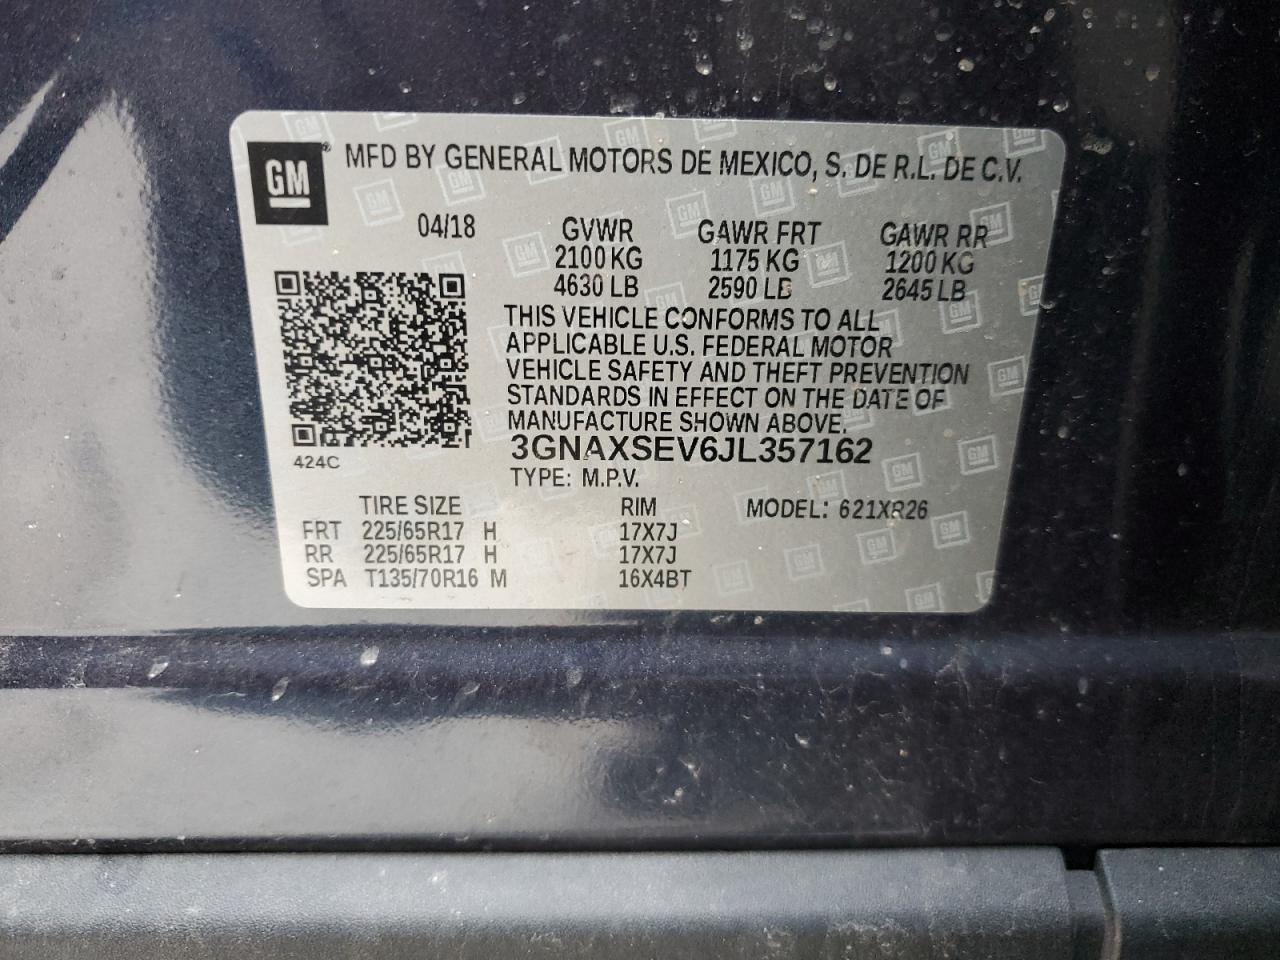 GM® MFD BY GENERAL MOTORS DE MEXICO, S. DE R.L. DE C.V.
04/18 GVWR GAWR FRT GAWR RR
2100 KG 1175 KG 1200 KG
4630 LB 2590 LB 2645 LB
THIS VEHICLE CONFORMS TO ALL
APPLICABLE U.S. FEDERAL MOTOR
VEHICLE SAFETY AND THEFT PREVENTION
STANDARDS IN EFFECT ON THE DATE OF
MANUFACTURE SHOWN ABOVE.
3GNAXSEV6JL357162
424C
TYPE: M.P.V.
TIRE SIZE RIM MODEL: 621XR26
FRT 225/65R17 H 17X7J
RR 225/65R17 H 17X7J
SPA T135/70R16 M 16X4BT